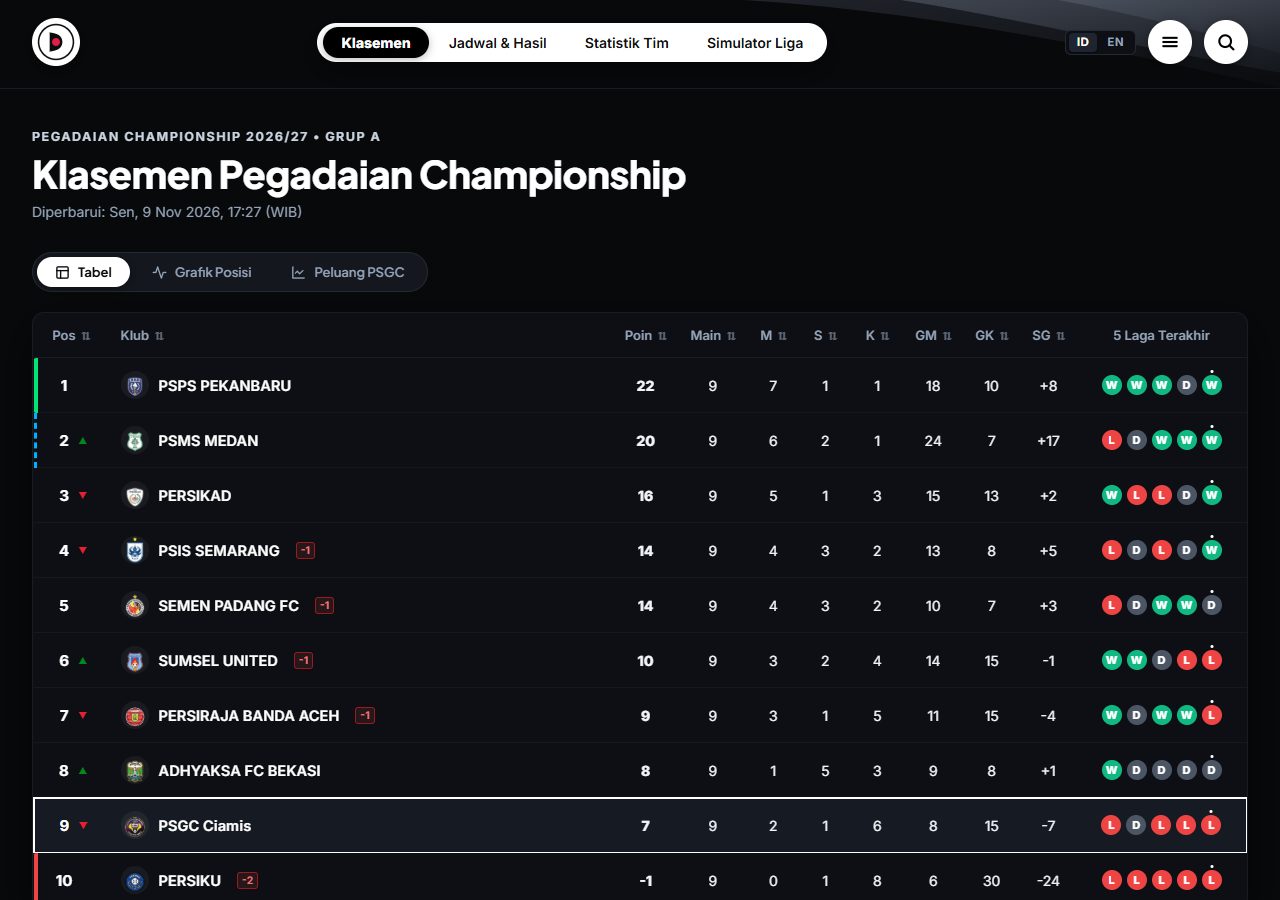 Klasemen Jadwal & Hasil Statistik Tim Simulator Liga ID EN
PEGADAIAN CHAMPIONSHIP 2026/27 • GRUP A
Klasemen Pegadaian Championship
Diperbarui: Sen, 9 Nov 2026, 17:27 (WIB)
Tabel Grafik Posisi Peluang PSGC
Pos Klub Poin Main M S K GM GK SG 5 Laga Terakhir
1 PSPS PEKANBARU 22 9 7 1 1 18 10 +8 W W W D W
2 PSMS MEDAN 20 9 6 2 1 24 7 +17 L D W W W
3 PERSIKAD 16 9 5 1 3 15 13 +2 W L L D W
4 PSIS SEMARANG -1 14 9 4 3 2 13 8 +5 L D L D W
5 SEMEN PADANG FC -1 14 9 4 3 2 10 7 +3 L D W W D
6 SUMSEL UNITED -1 10 9 3 2 4 14 15 -1 W W D L L
7 PERSIRAJA BANDA ACEH -1 9 9 3 1 5 11 15 -4 W D W W L
8 ADHYAKSA FC BEKASI 8 9 1 5 3 9 8 +1 W D D D D
9 PSGC Ciamis 7 9 2 1 6 8 15 -7 L D L L L
10 PERSIKU -2 -1 9 0 1 8 6 30 -24 L L L L L